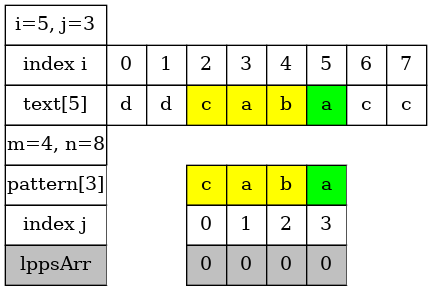 i=5, j=3
index i 0 1 2 3 4 5 6 7
text[5] d d c a b a c c
m=4, n=8
pattern[3] c a b a
index j 0 1 2 3
lppsArr 0 0 0 0